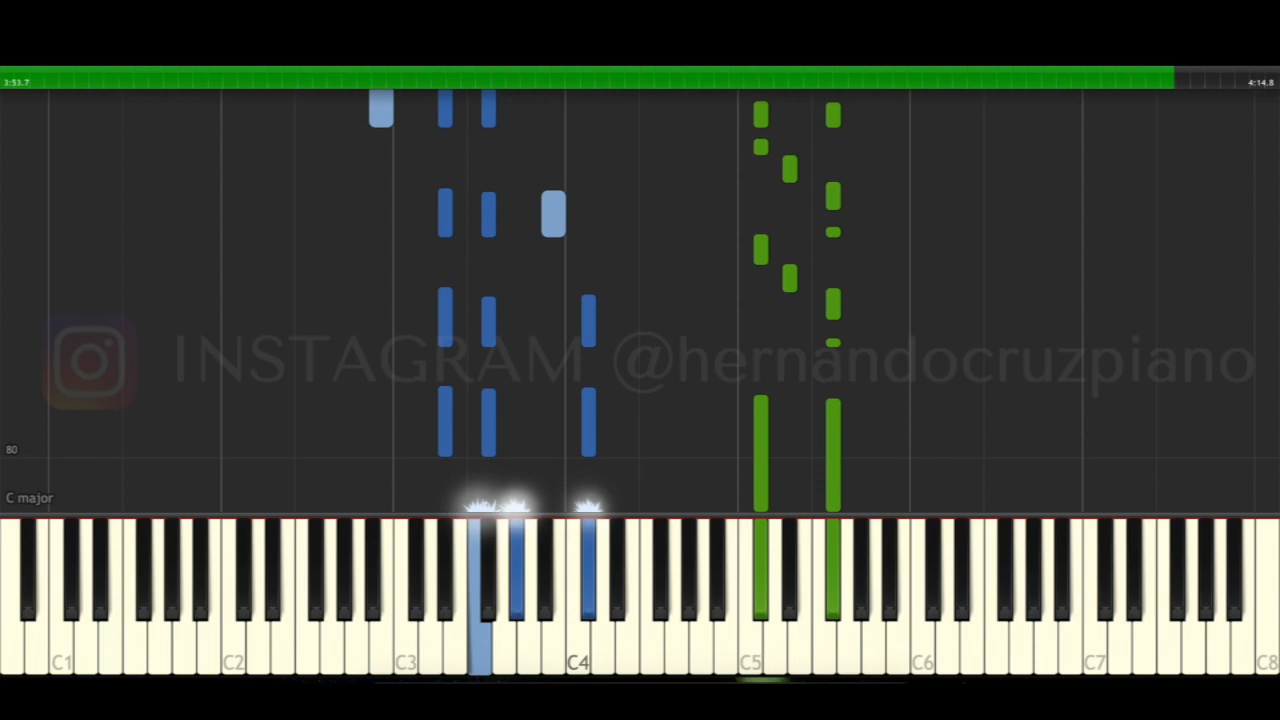 3:53.7
4:14.8
INSTAGRAM @hernandocruzpiano
80
C major
C1 C2 C3 C4 C5 C6 C7 C8